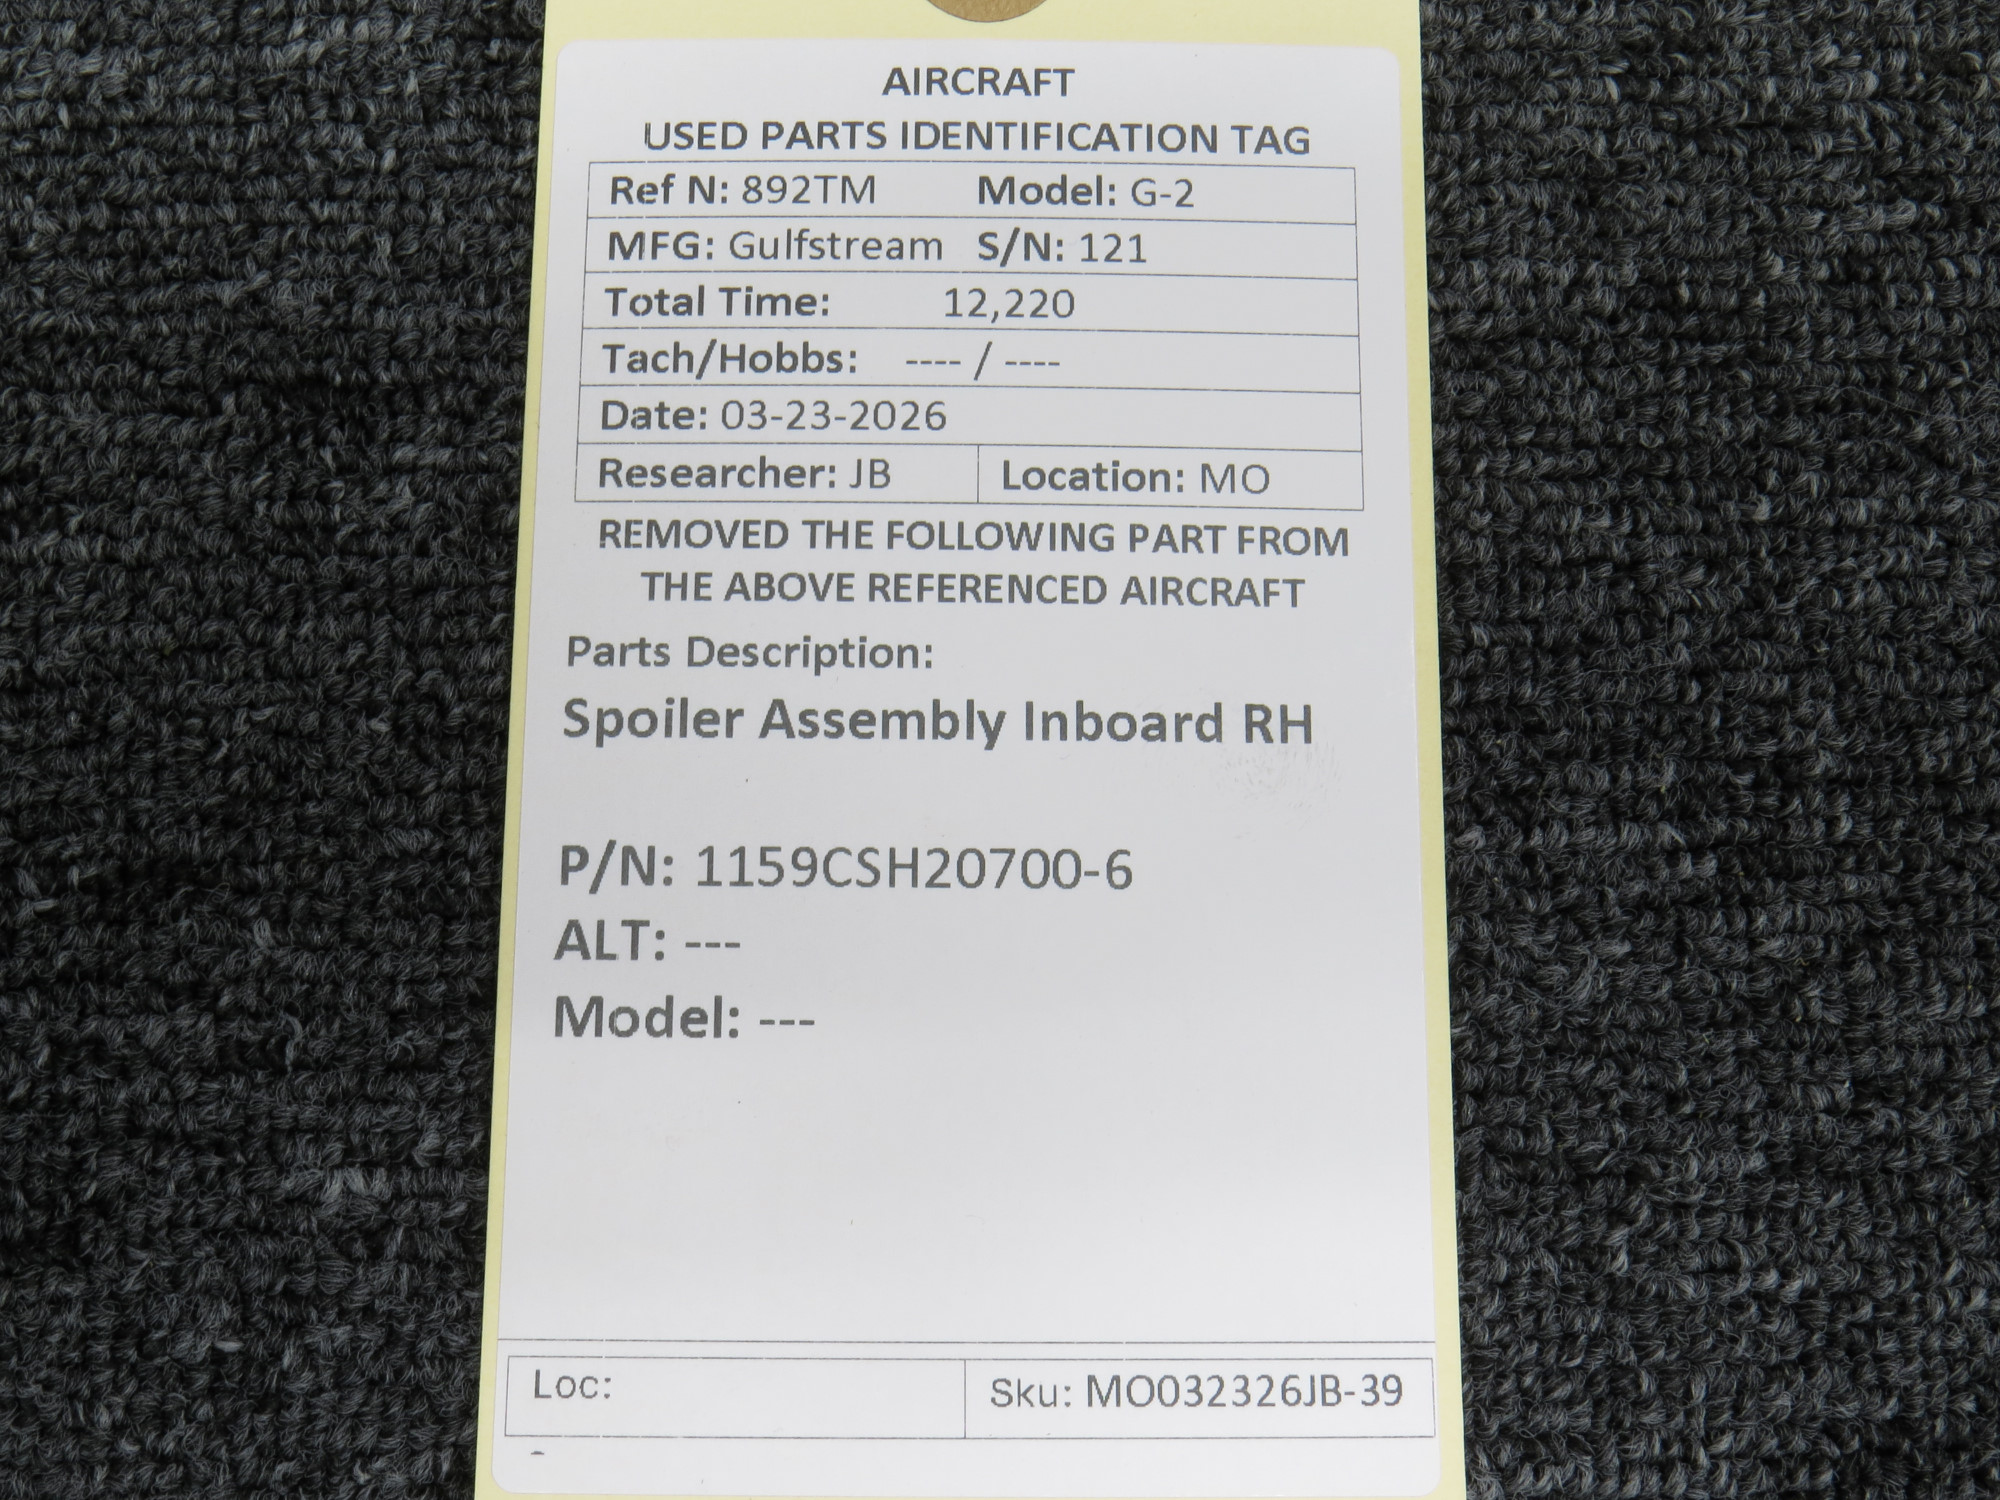 AIRCRAFT
USED PARTS IDENTIFICATION TAG
Ref N: 892TM Model: G-2
MFG: Gulfstream S/N: 121
Total Time: 12,220
Tach/Hobbs: ---- / ----
Date: 03-23-2026
Researcher: JB Location: MO
REMOVED THE FOLLOWING PART FROM
THE ABOVE REFERENCED AIRCRAFT
Parts Description:
Spoiler Assembly Inboard RH
P/N: 1159CSH20700-6
ALT: ---
Model: ---
Loc: Sku: MO032326JB-39